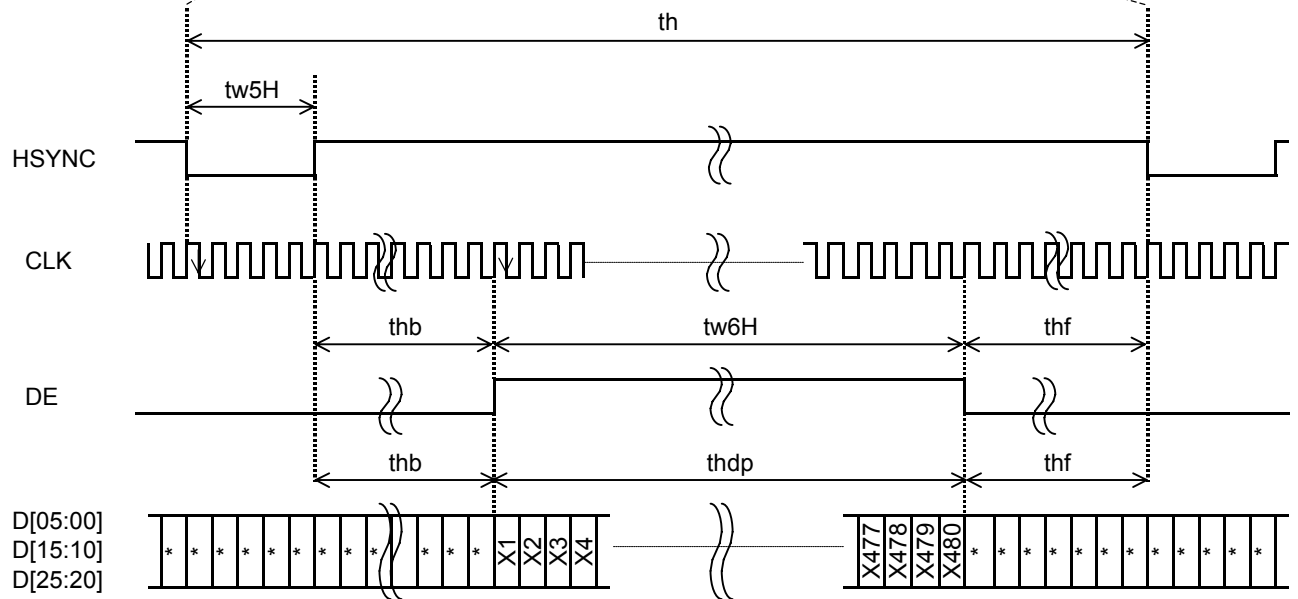 th
tw5H
HSYNC
CLK
thb tw6H thf
DE
thb thdp thf
D[05:00]
D[15:10]
D[25:20]
* * * * * * * * * * * * X1 X2 X3 X4 X477 X478 X479 X480 * * * * * * * * * * * *